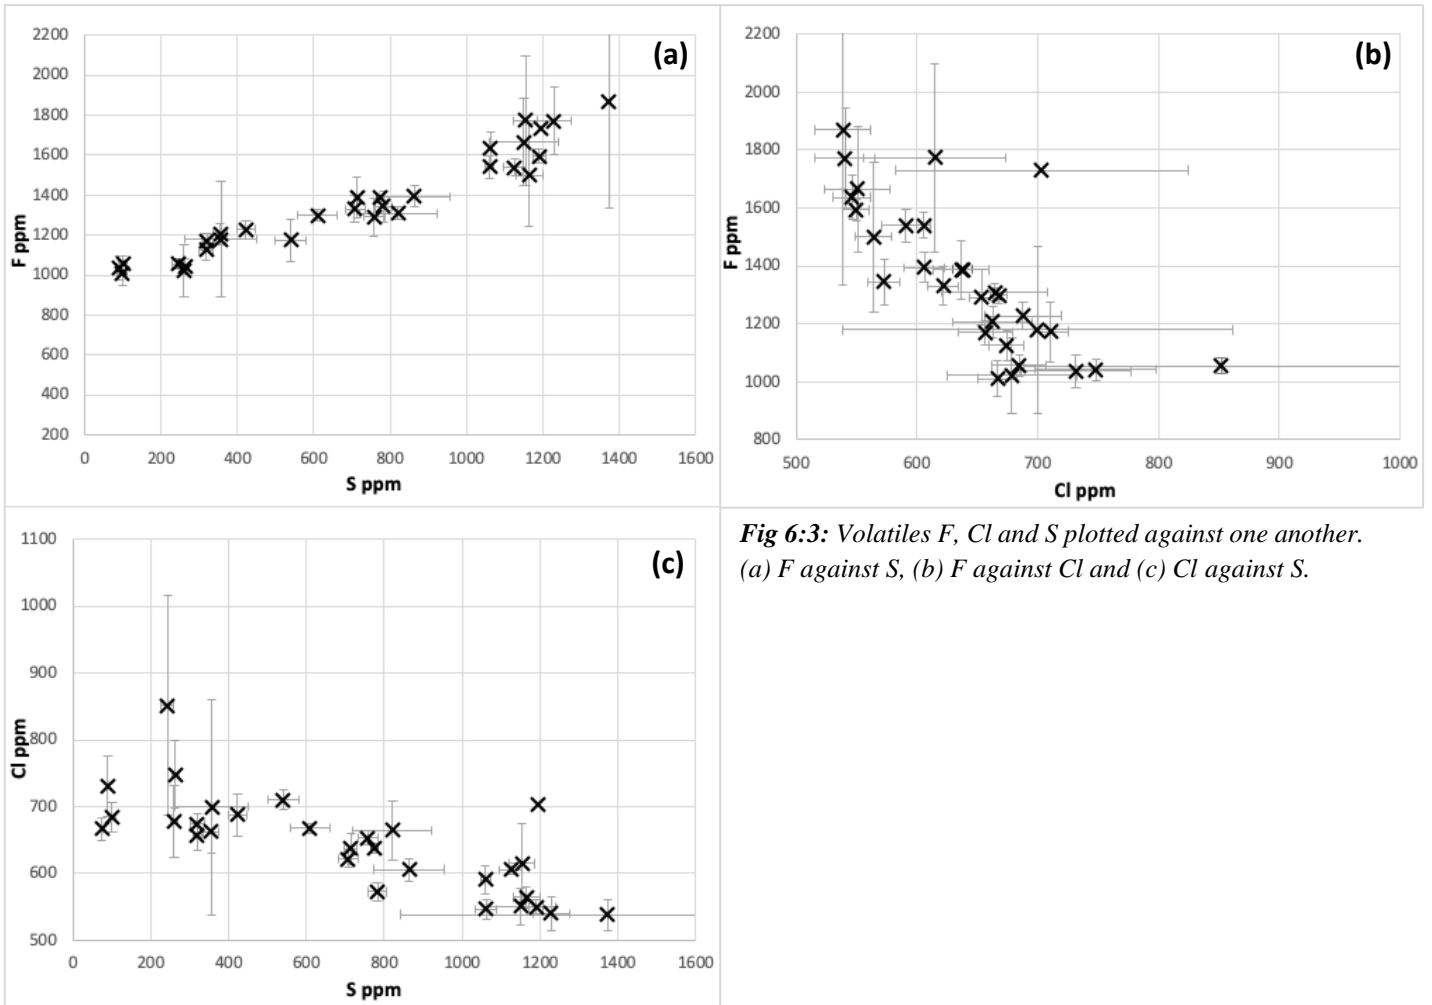 (a)
2200
2000
1800
1600
1400
1200
1000
800
600
400
200
F ppm
0 200 400 600 800 1000 1200 1400 1600
S ppm
(b)
2200
2000
1800
1600
1400
1200
1000
800
F ppm
500 600 700 800 900 1000
Cl ppm
(c)
1100
1000
900
800
700
600
500
Cl ppm
0 200 400 600 800 1000 1200 1400 1600
S ppm
Fig 6:3: Volatiles F, Cl and S plotted against one another.
(a) F against S, (b) F against Cl and (c) Cl against S.